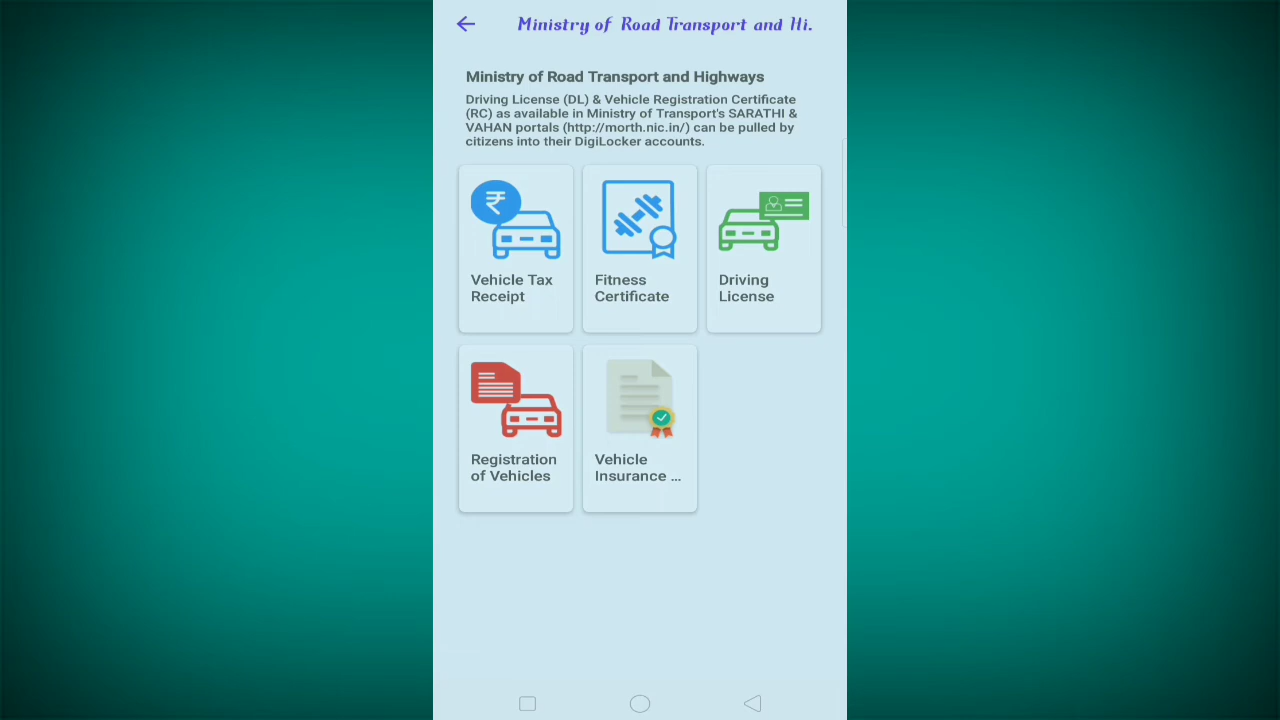 Ministry of Road Transport and Hi.
Ministry of Road Transport and Highways
Driving License (DL) & Vehicle Registration Certificate
(RC) as available in Ministry of Transport's SARATHI &
VAHAN portals (http://morth.nic.in/) can be pulled by
citizens into their DigiLocker accounts.
₹
Vehicle Tax
Receipt
Fitness
Certificate
Driving
License
Registration
of Vehicles
Vehicle
Insurance ...